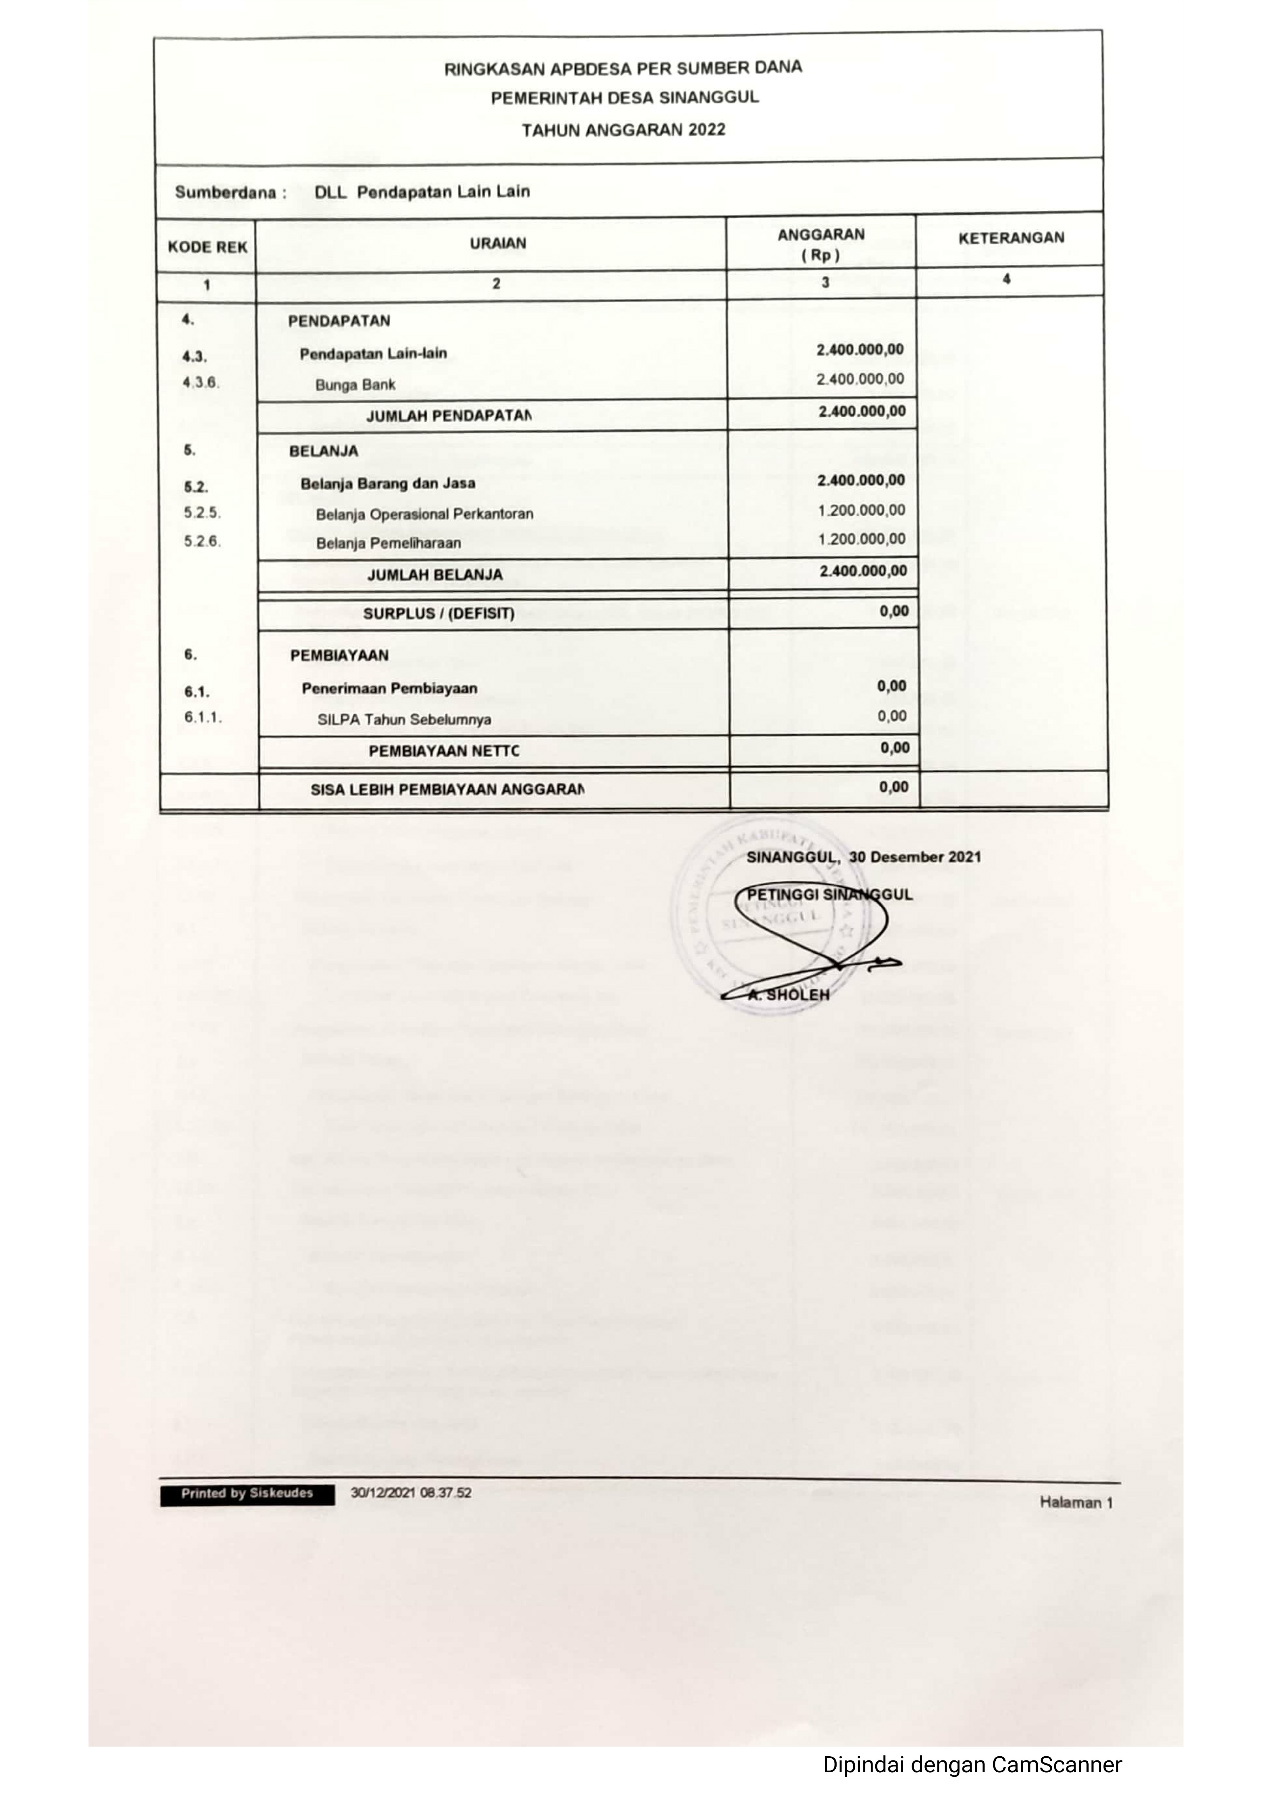 RINGKASAN APBDESA PER SUMBER DANA
PEMERINTAH DESA SINANGGUL
TAHUN ANGGARAN 2022
Sumberdana : DLL Pendapatan Lain Lain
KODE REK URAIAN ANGGARAN ( Rp ) KETERANGAN
1 2 3 4
4. PENDAPATAN
4.3. Pendapatan Lain-lain 2.400.000,00
4.3.6. Bunga Bank 2.400.000,00
JUMLAH PENDAPATAN 2.400.000,00
5. BELANJA
5.2. Belanja Barang dan Jasa 2.400.000,00
5.2.5. Belanja Operasional Perkantoran 1.200.000,00
5.2.6. Belanja Pemeliharaan 1.200.000,00
JUMLAH BELANJA 2.400.000,00
SURPLUS / (DEFISIT) 0,00
6. PEMBIAYAAN
6.1. Penerimaan Pembiayaan 0,00
6.1.1. SILPA Tahun Sebelumnya 0,00
PEMBIAYAAN NETTC 0,00
SISA LEBIH PEMBIAYAAN ANGGARAN 0,00
SINANGGUL, 30 Desember 2021
PETINGGI SINANGGUL
PEMERINTAH KABUPATEN
PETINGGI
SINANGGUL
A. SHOLEH
Printed by Siskeudes 30/12/2021 08.37.52
Halaman 1
Dipindai dengan CamScanner